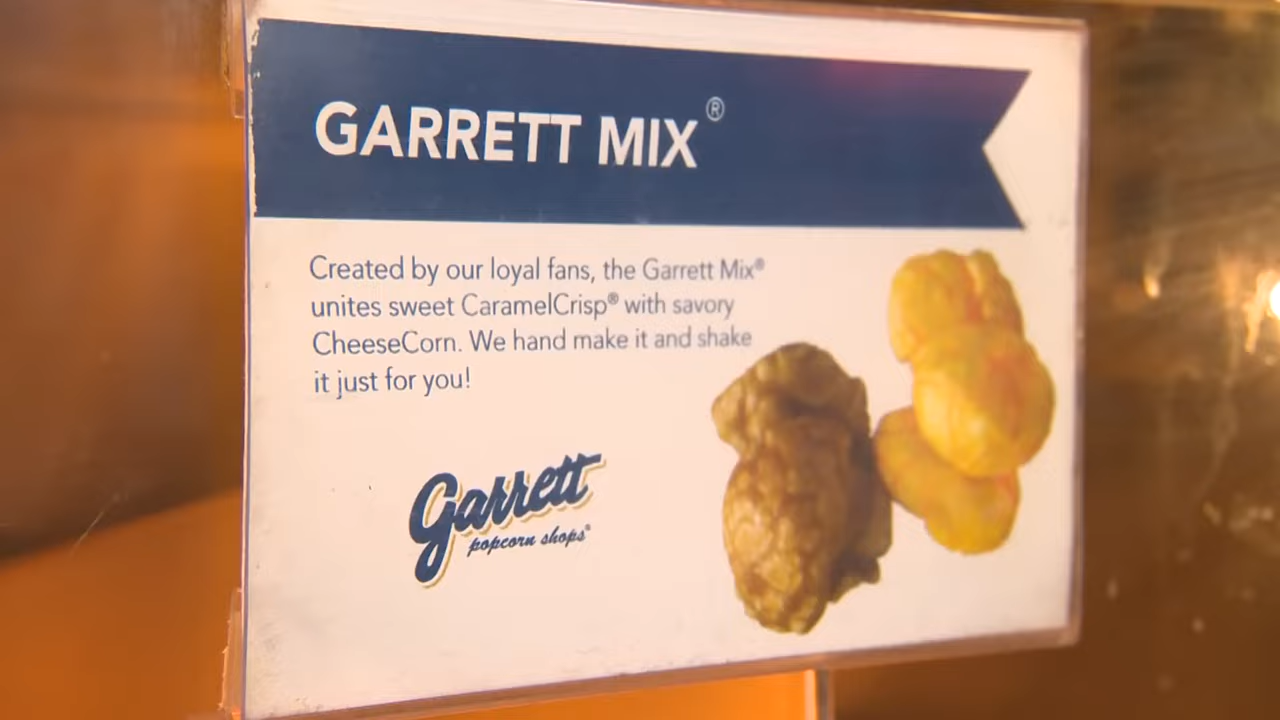 GARRETT MIX®
Created by our loyal fans, the Garrett Mix®
unites sweet CaramelCrisp® with savory
CheeseCorn. We hand make it and shake
it just for you!
Garrett
popcorn shops®